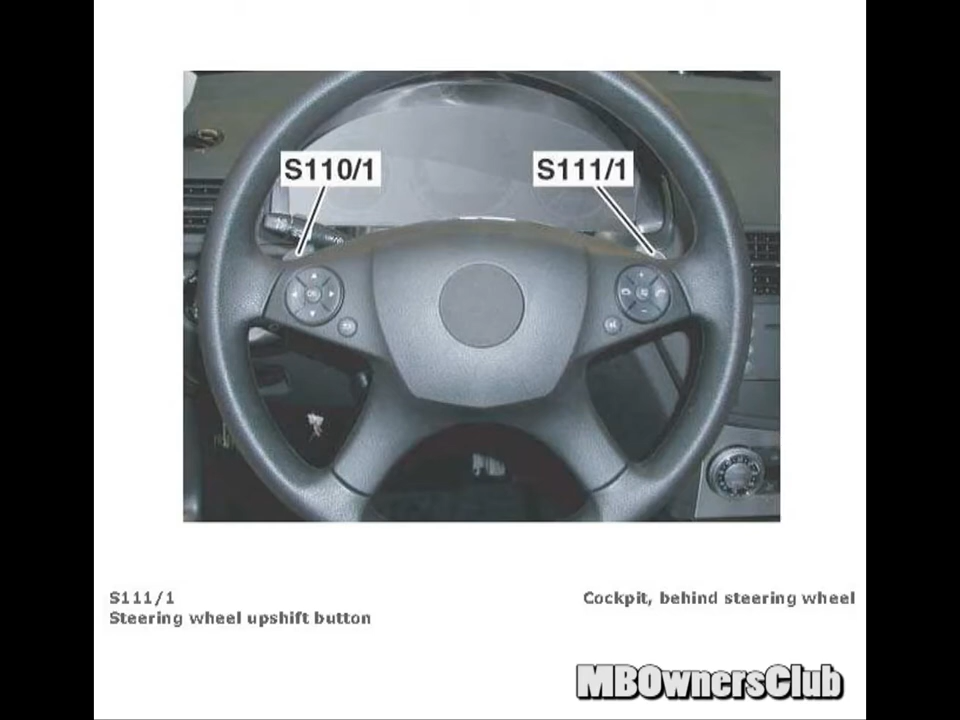 S110/1
S111/1
S111/1
Steering wheel upshift button
Cockpit, behind steering wheel
MBOwnersClub